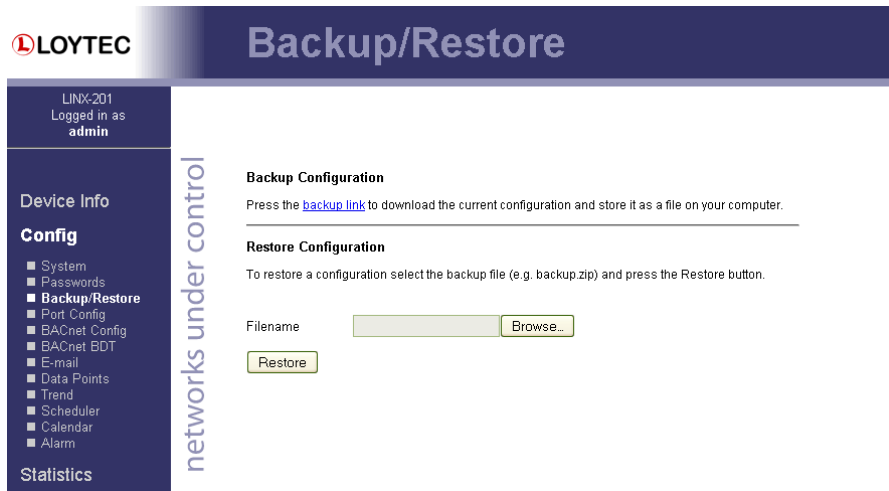 LOYTEC
Backup/Restore
LINX-201
Logged in as
admin
Device Info
Config
System
Passwords
Backup/Restore
Port Config
BACnet Config
BACnet BDT
E-mail
Data Points
Trend
Scheduler
Calendar
Alarm
Statistics
networks under control
Backup Configuration
Press the backup link to download the current configuration and store it as a file on your computer.
Restore Configuration
To restore a configuration select the backup file (e.g. backup.zip) and press the Restore button.
Filename
Browse...
Restore